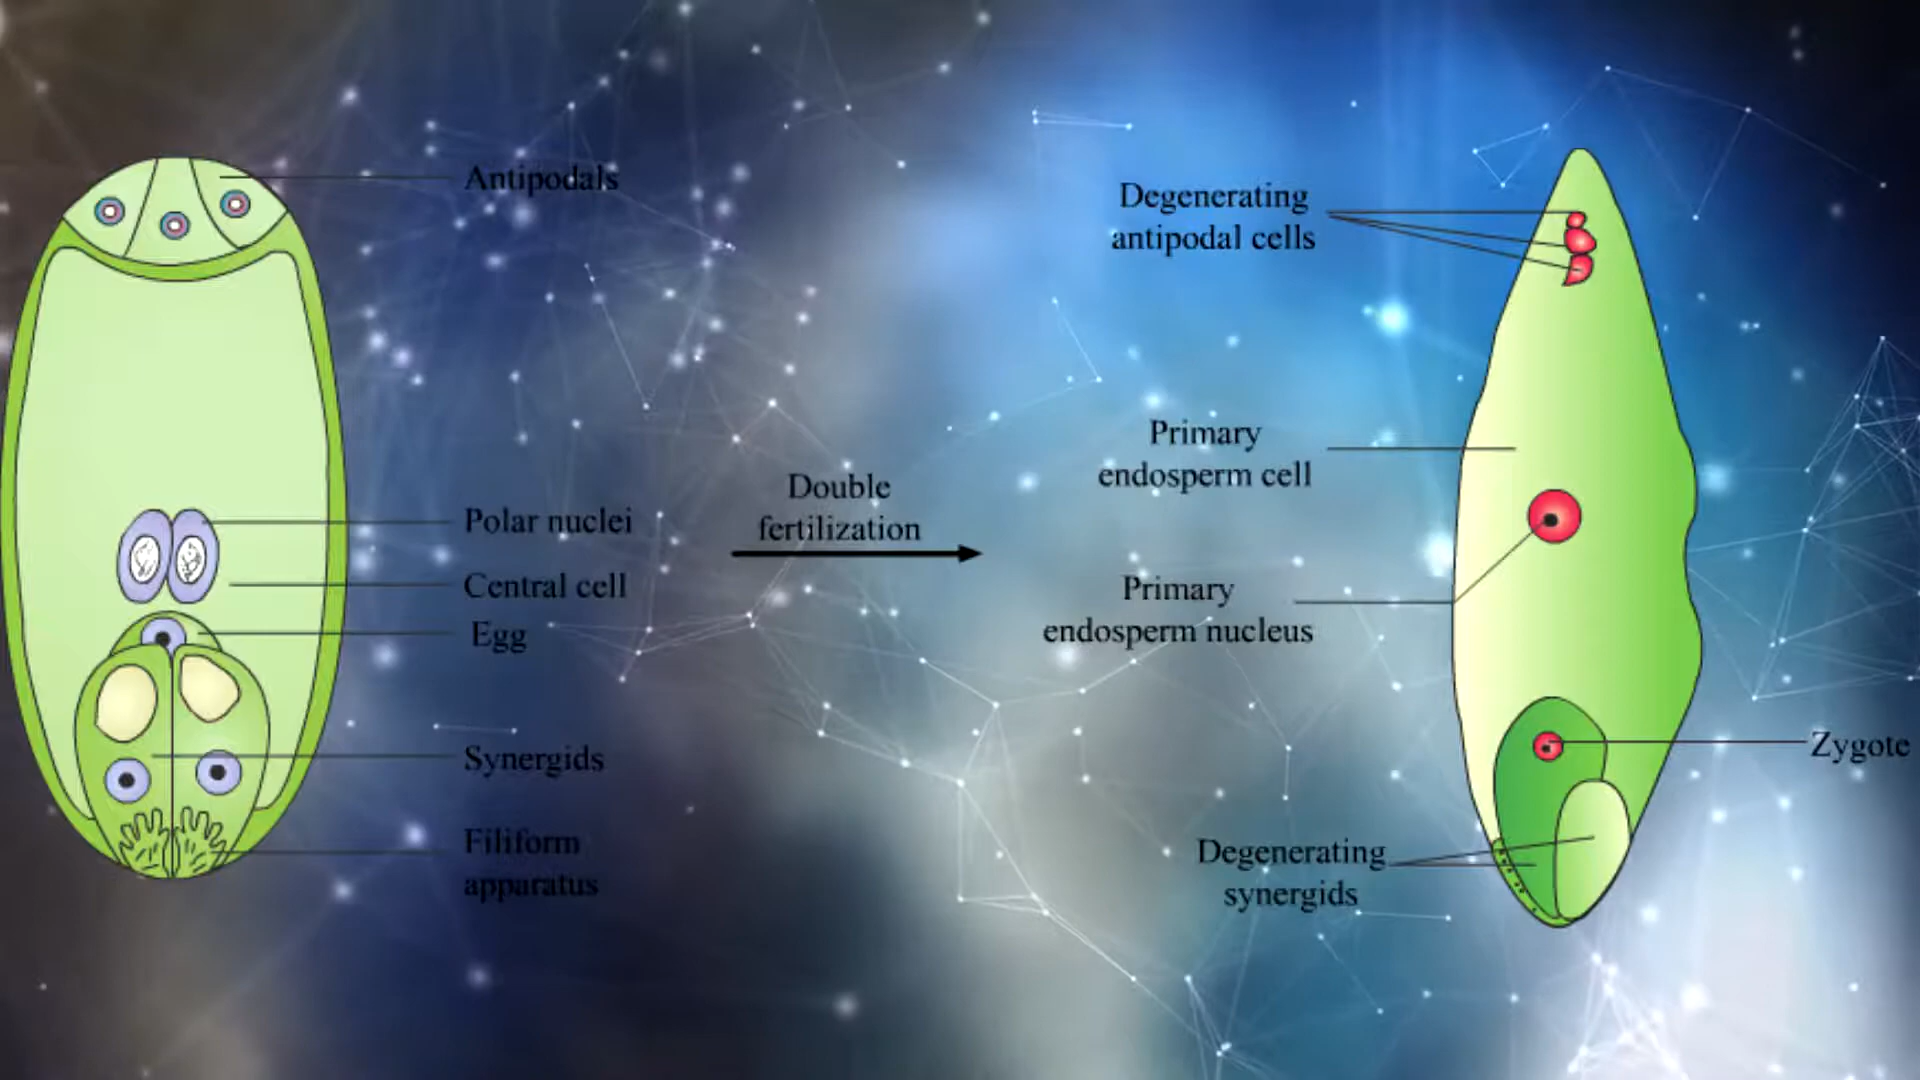 Antipodals
Polar nuclei
Central cell
Egg
Synergids
Filiform
apparatus
Double
fertilization
Degenerating
antipodal cells
Primary
endosperm cell
Primary
endosperm nucleus
Zygote
Degenerating
synergids